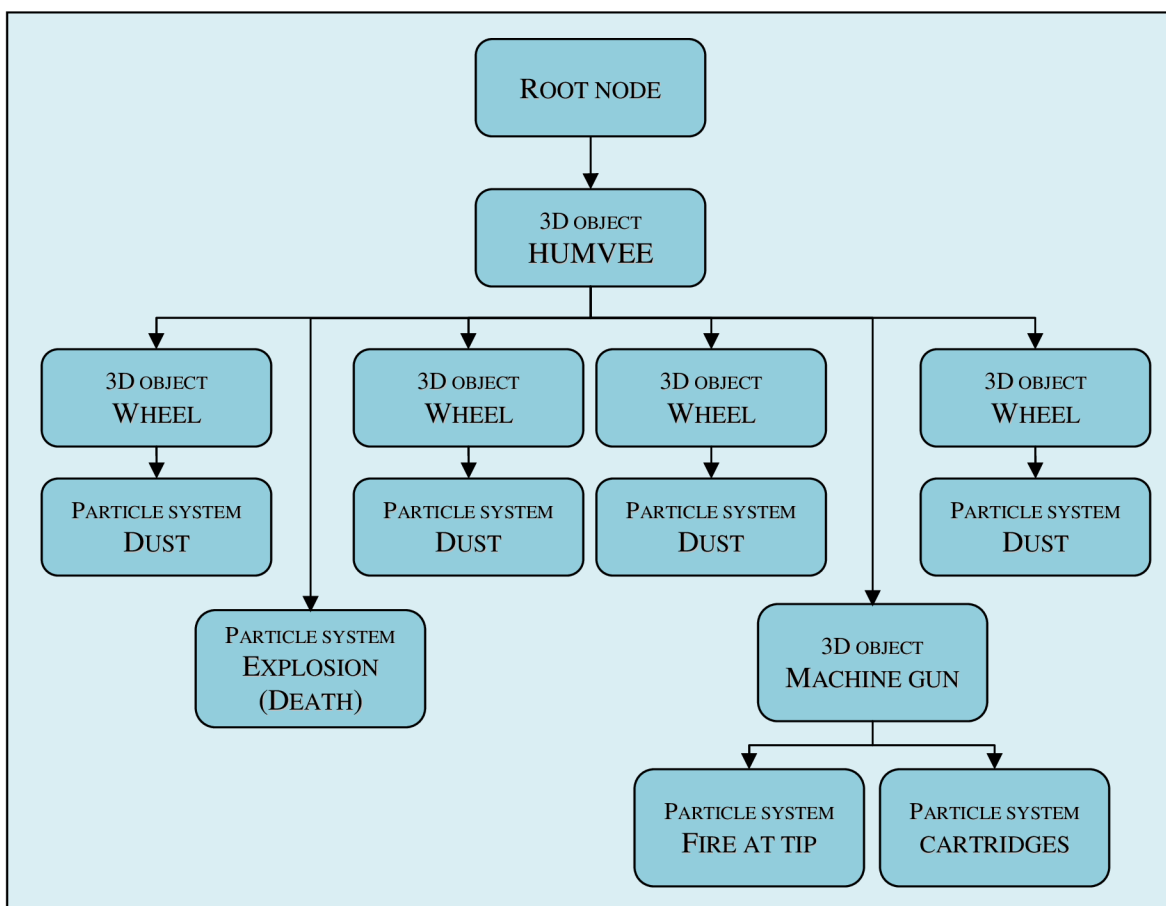 ROOT NODE
3D OBJECT
HUMVEE
3D OBJECT
WHEEL
3D OBJECT
WHEEL
3D OBJECT
WHEEL
3D OBJECT
WHEEL
PARTICLE SYSTEM
DUST
PARTICLE SYSTEM
DUST
PARTICLE SYSTEM
DUST
PARTICLE SYSTEM
DUST
PARTICLE SYSTEM
EXPLOSION
(DEATH)
3D OBJECT
MACHINE GUN
PARTICLE SYSTEM
FIRE AT TIP
PARTICLE SYSTEM
CARTRIDGES